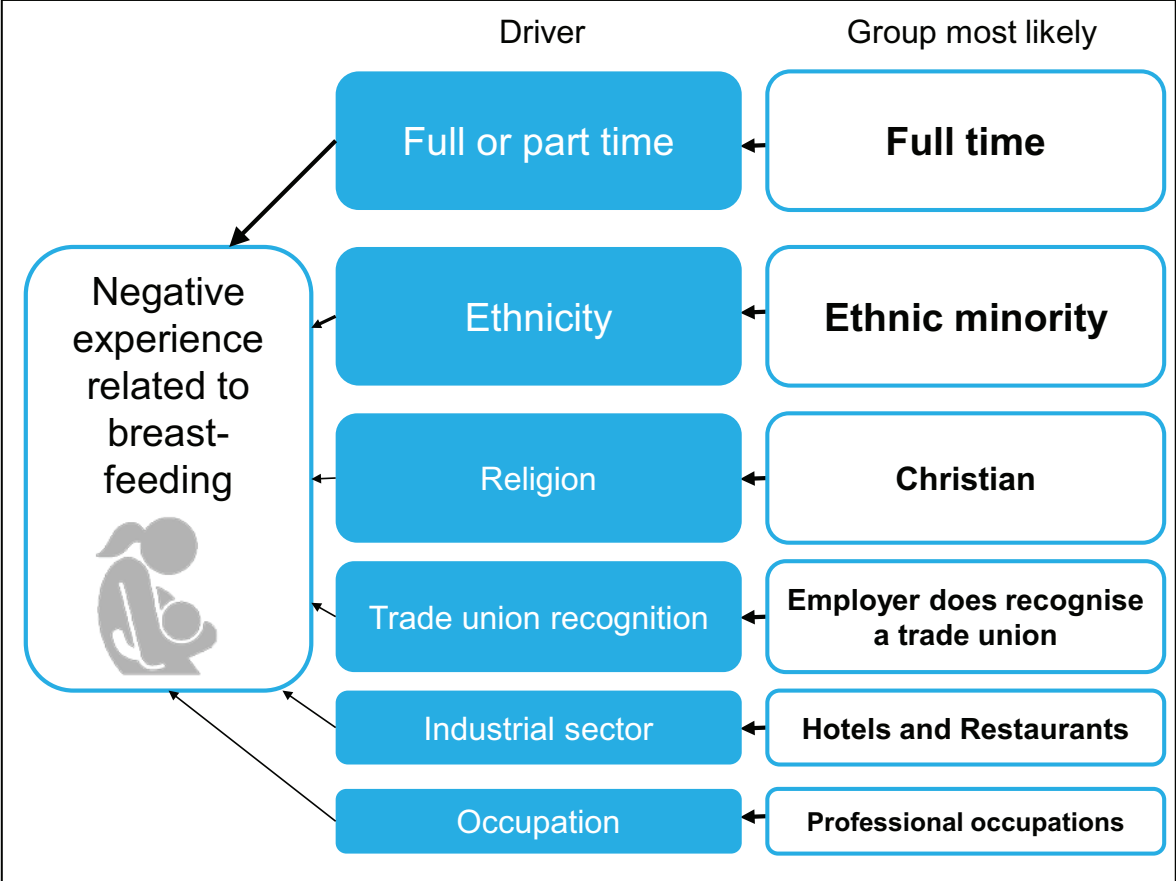 Driver
Group most likely
Full or part time
Full time
Negative
experience
related to
breast-
feeding
Ethnicity
Ethnic minority
Religion
Christian
Trade union recognition
Employer does recognise
a trade union
Industrial sector
Hotels and Restaurants
Occupation
Professional occupations